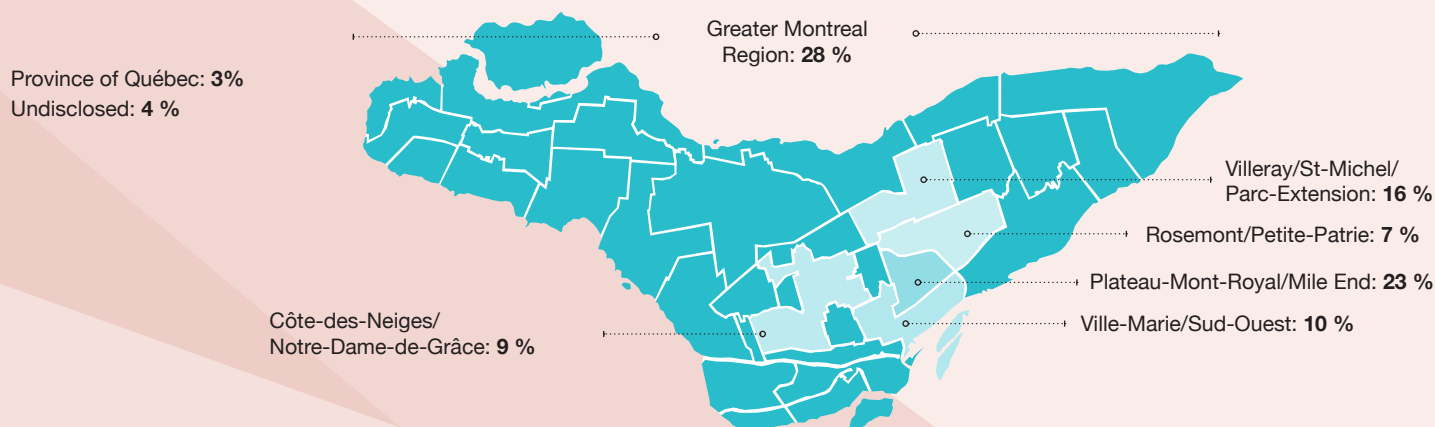 Greater Montreal
Region: 28 %
Province of Québec: 3%
Undisclosed: 4 %
Villeray/St-Michel/
Parc-Extension: 16 %
Rosemont/Petite-Patrie: 7 %
Plateau-Mont-Royal/Mile End: 23 %
Ville-Marie/Sud-Ouest: 10 %
Côte-des-Neiges/
Notre-Dame-de-Grâce: 9 %